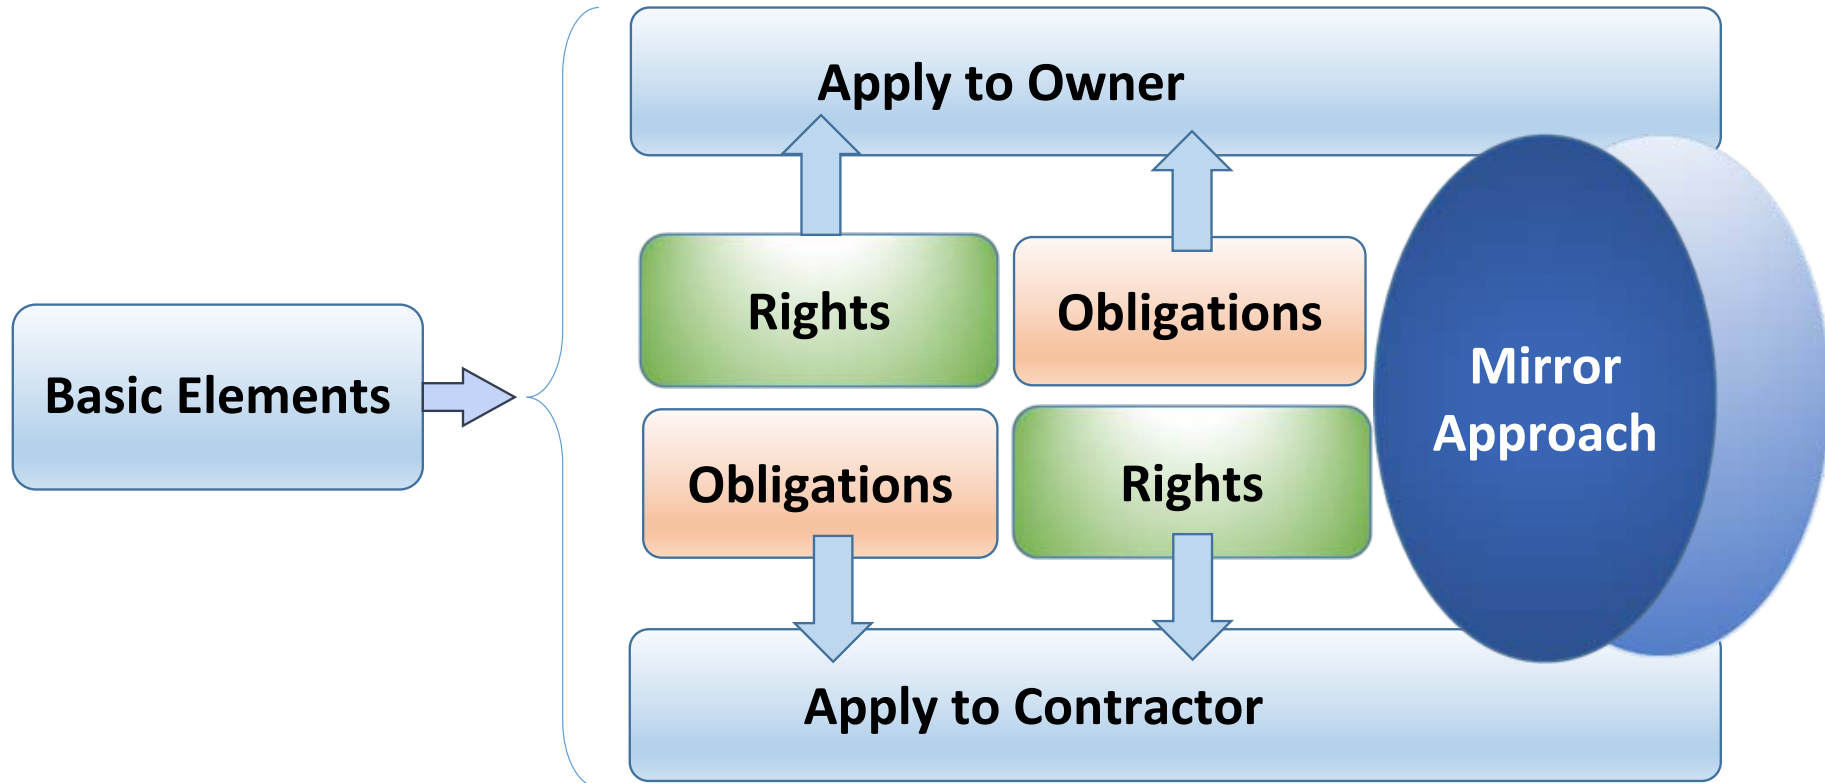 Apply to Owner
Rights
Obligations
Basic Elements
Mirror
Approach
Obligations
Rights
Apply to Contractor